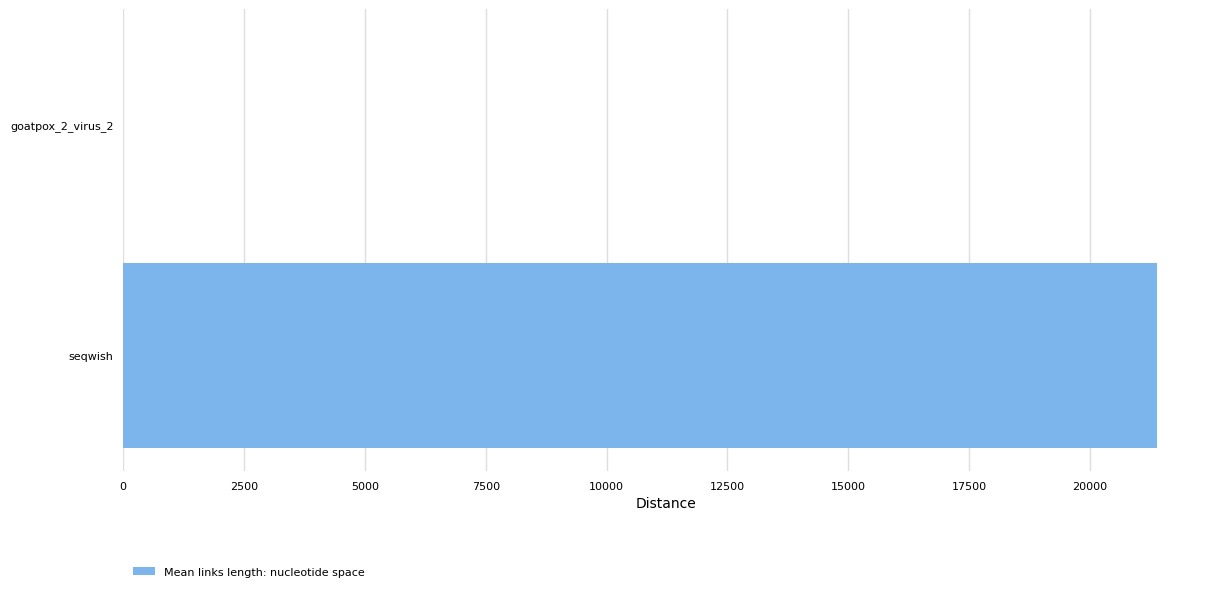 goatpox_2_virus_2
seqwish
0 2500 5000 7500 10000 12500 15000 17500 20000
Distance
Mean links length: nucleotide space